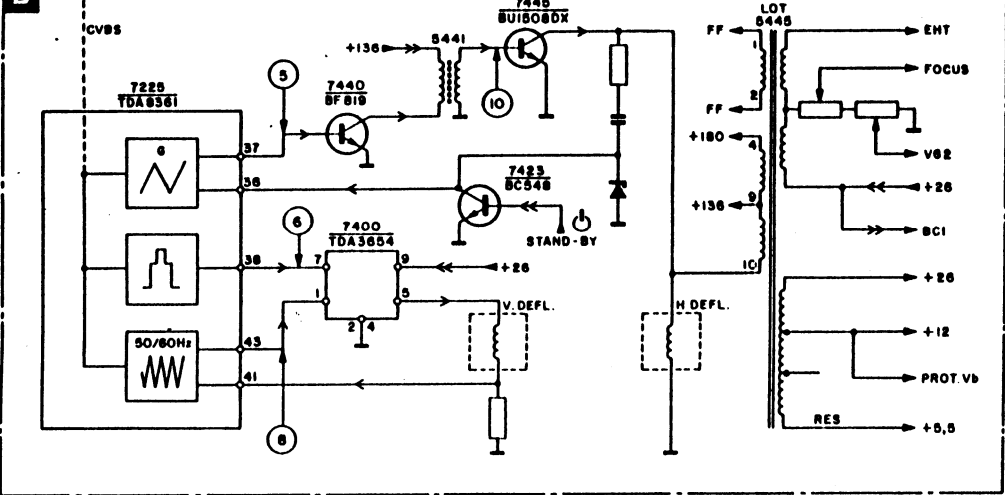 CVBS
7225
TDA8361
G
37
36
38
50/60Hz
43
41
5
7440
BF819
+136
5441
10
7445
BU1508DX
7423
BC548
STAND-BY
6
7400
TDA3654
7
9
+26
1
5
2
4
8
V. DEFL.
H DEFL.
LOT
5445
FF
1
2
FF
+180
4
+136
9
10
EHT
FOCUS
VG2
+26
BCI
+26
+12
PROT. Vb
RES
+5,5